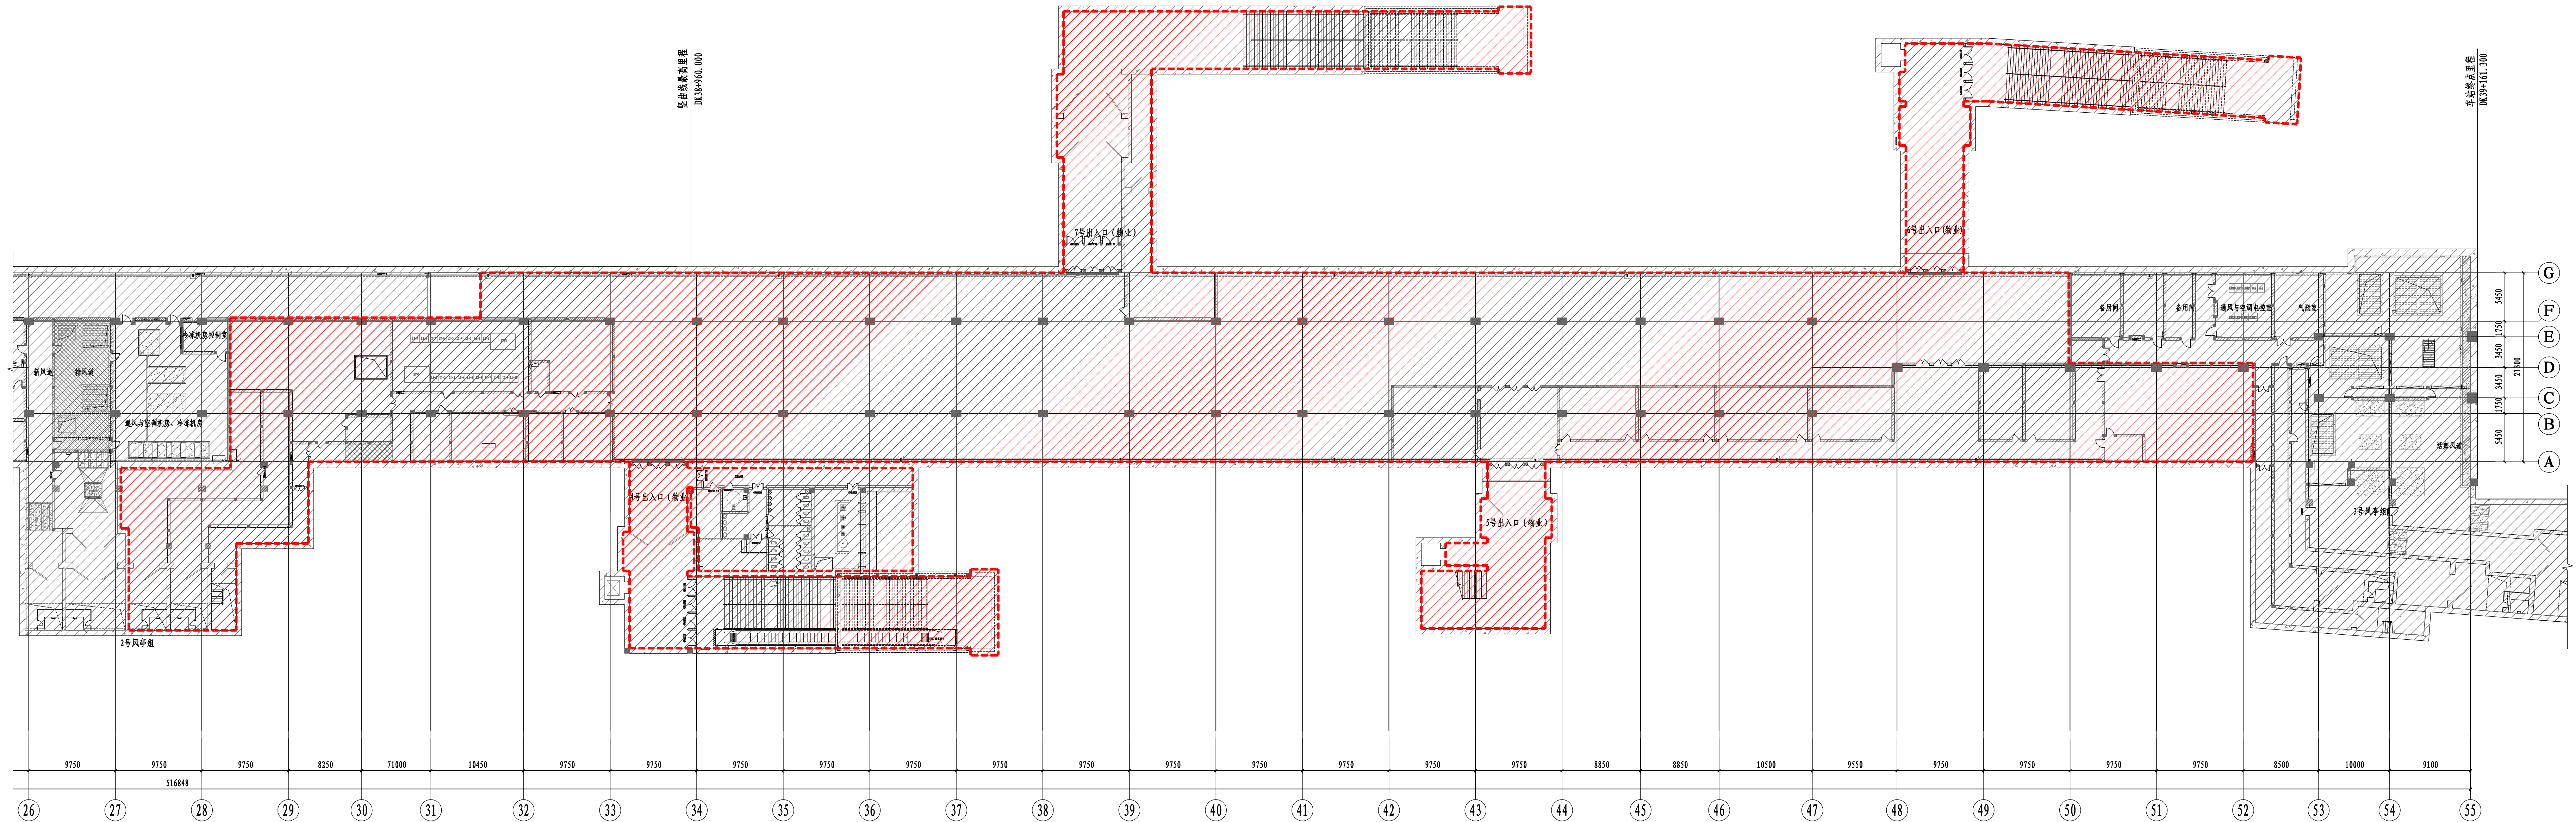 竖曲线最高里程
DK38+960.000
车站终点里程
DK39+161.300
7号出入口（物业）
6号出入口（物业）
G
F
E
D
C
B
A
5450
1750
3450
3450
1750
5450
21300
冷冻机房控制室
新风道
排风道
通风与空调机房、冷冻机房
备用间
备用间
通风与空调电控室
气瓶室
活塞风道
4号出入口（物业
5号出入口（物业）
3号风亭组
2号风亭组
9750
9750
9750
8250
71000
10450
9750
9750
9750
9750
9750
9750
9750
9750
9750
9750
9750
9750
8850
8850
10500
9550
9750
9750
9750
9750
8500
10000
9100
516848
26
27
28
29
30
31
32
33
34
35
36
37
38
39
40
41
42
43
44
45
46
47
48
49
50
51
52
53
54
55